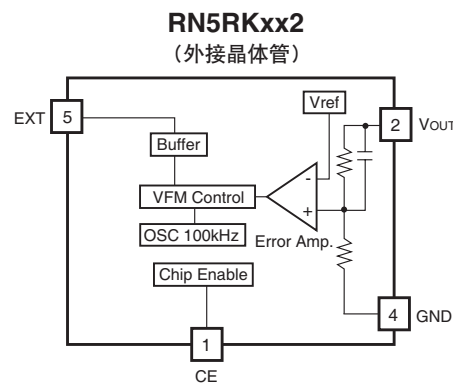 RN5RKxx2
（外接晶体管）
Vref
EXT 5
2 VOUT
Buffer
-
VFM Control
+
OSC 100kHz
Error Amp.
Chip Enable
4 GND
1
CE